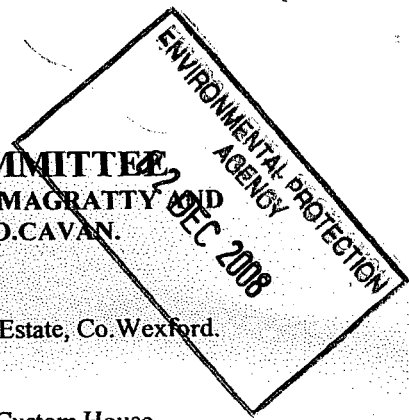 ENVIRONMENTAL PROTECTION
AGENCY
DEC 2008
MMITTEE
MAGRATTY AND
O.CAVAN.
Estate, Co.Wexford.
Custom House